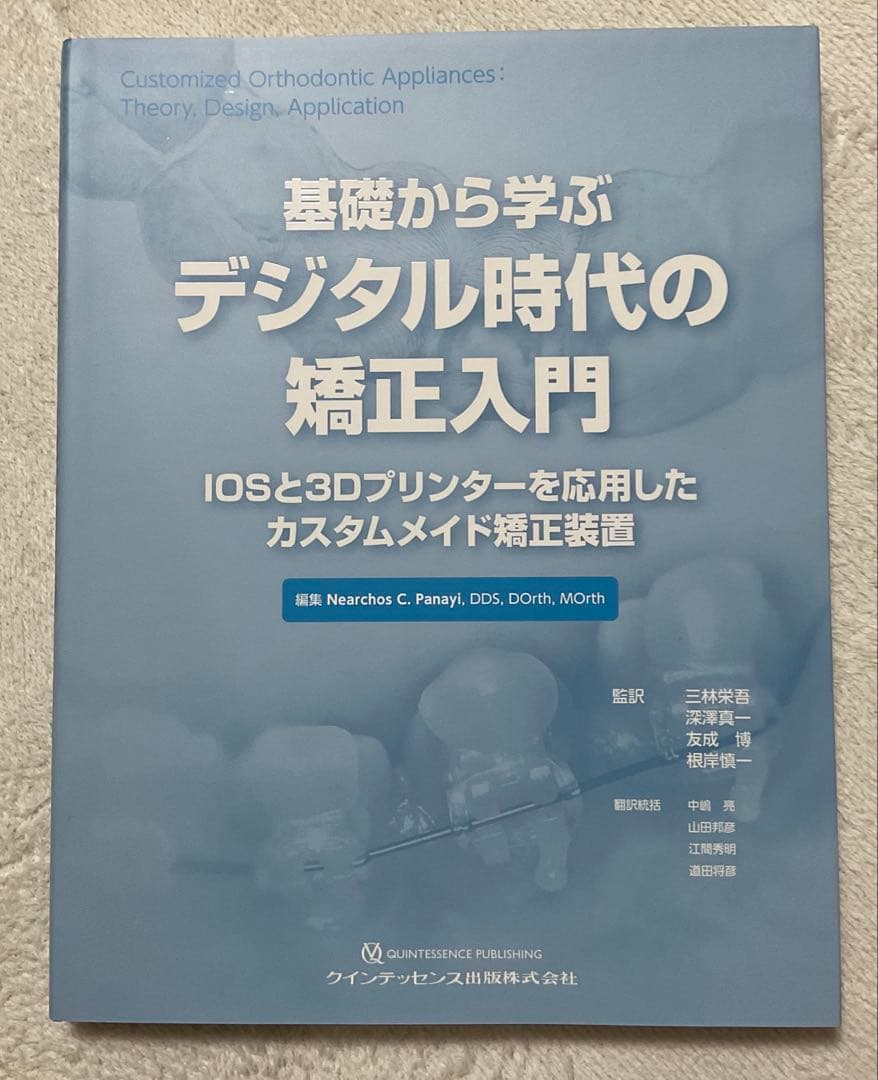 Customized Orthodontic Appliances:
Theory, Design, Application
基礎から学ぶ
デジタル時代の
矯正入門
IOSと3Dプリンターを応用した
カスタムメイド矯正装置
編集 Nearchos C. Panayi, DDS, DOrth, MOrth
監訳 三林栄吾
深澤真一
友成 博
根岸慎一
翻訳統括 中嶋 亮
山田邦彦
江間秀明
道田将彦
QUINTESSENCE PUBLISHING
クインテッセンス出版株式会社